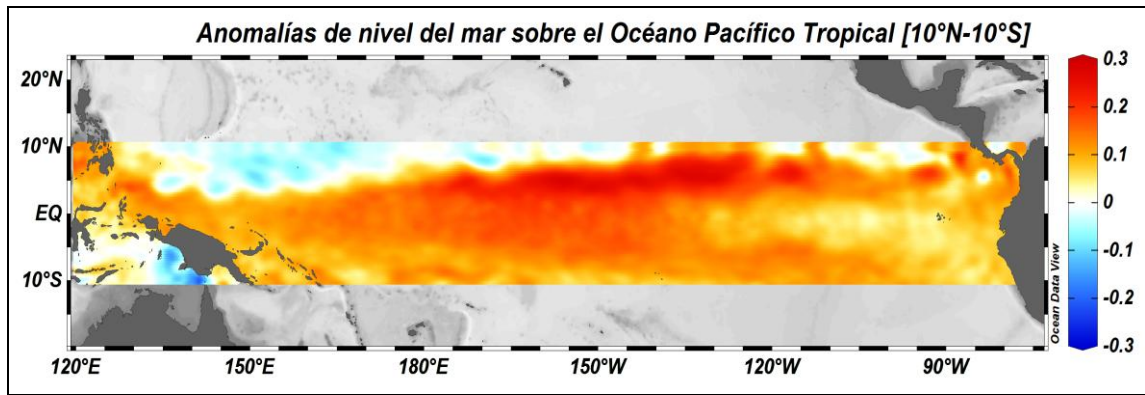 Anomalías de nivel del mar sobre el Océano Pacífico Tropical [10°N-10°S]
20°N
10°N
EQ
10°S
120°E
150°E
180°E
150°W
120°W
90°W
Ocean Data View
0.3
0.2
0.1
0
-0.1
-0.2
-0.3